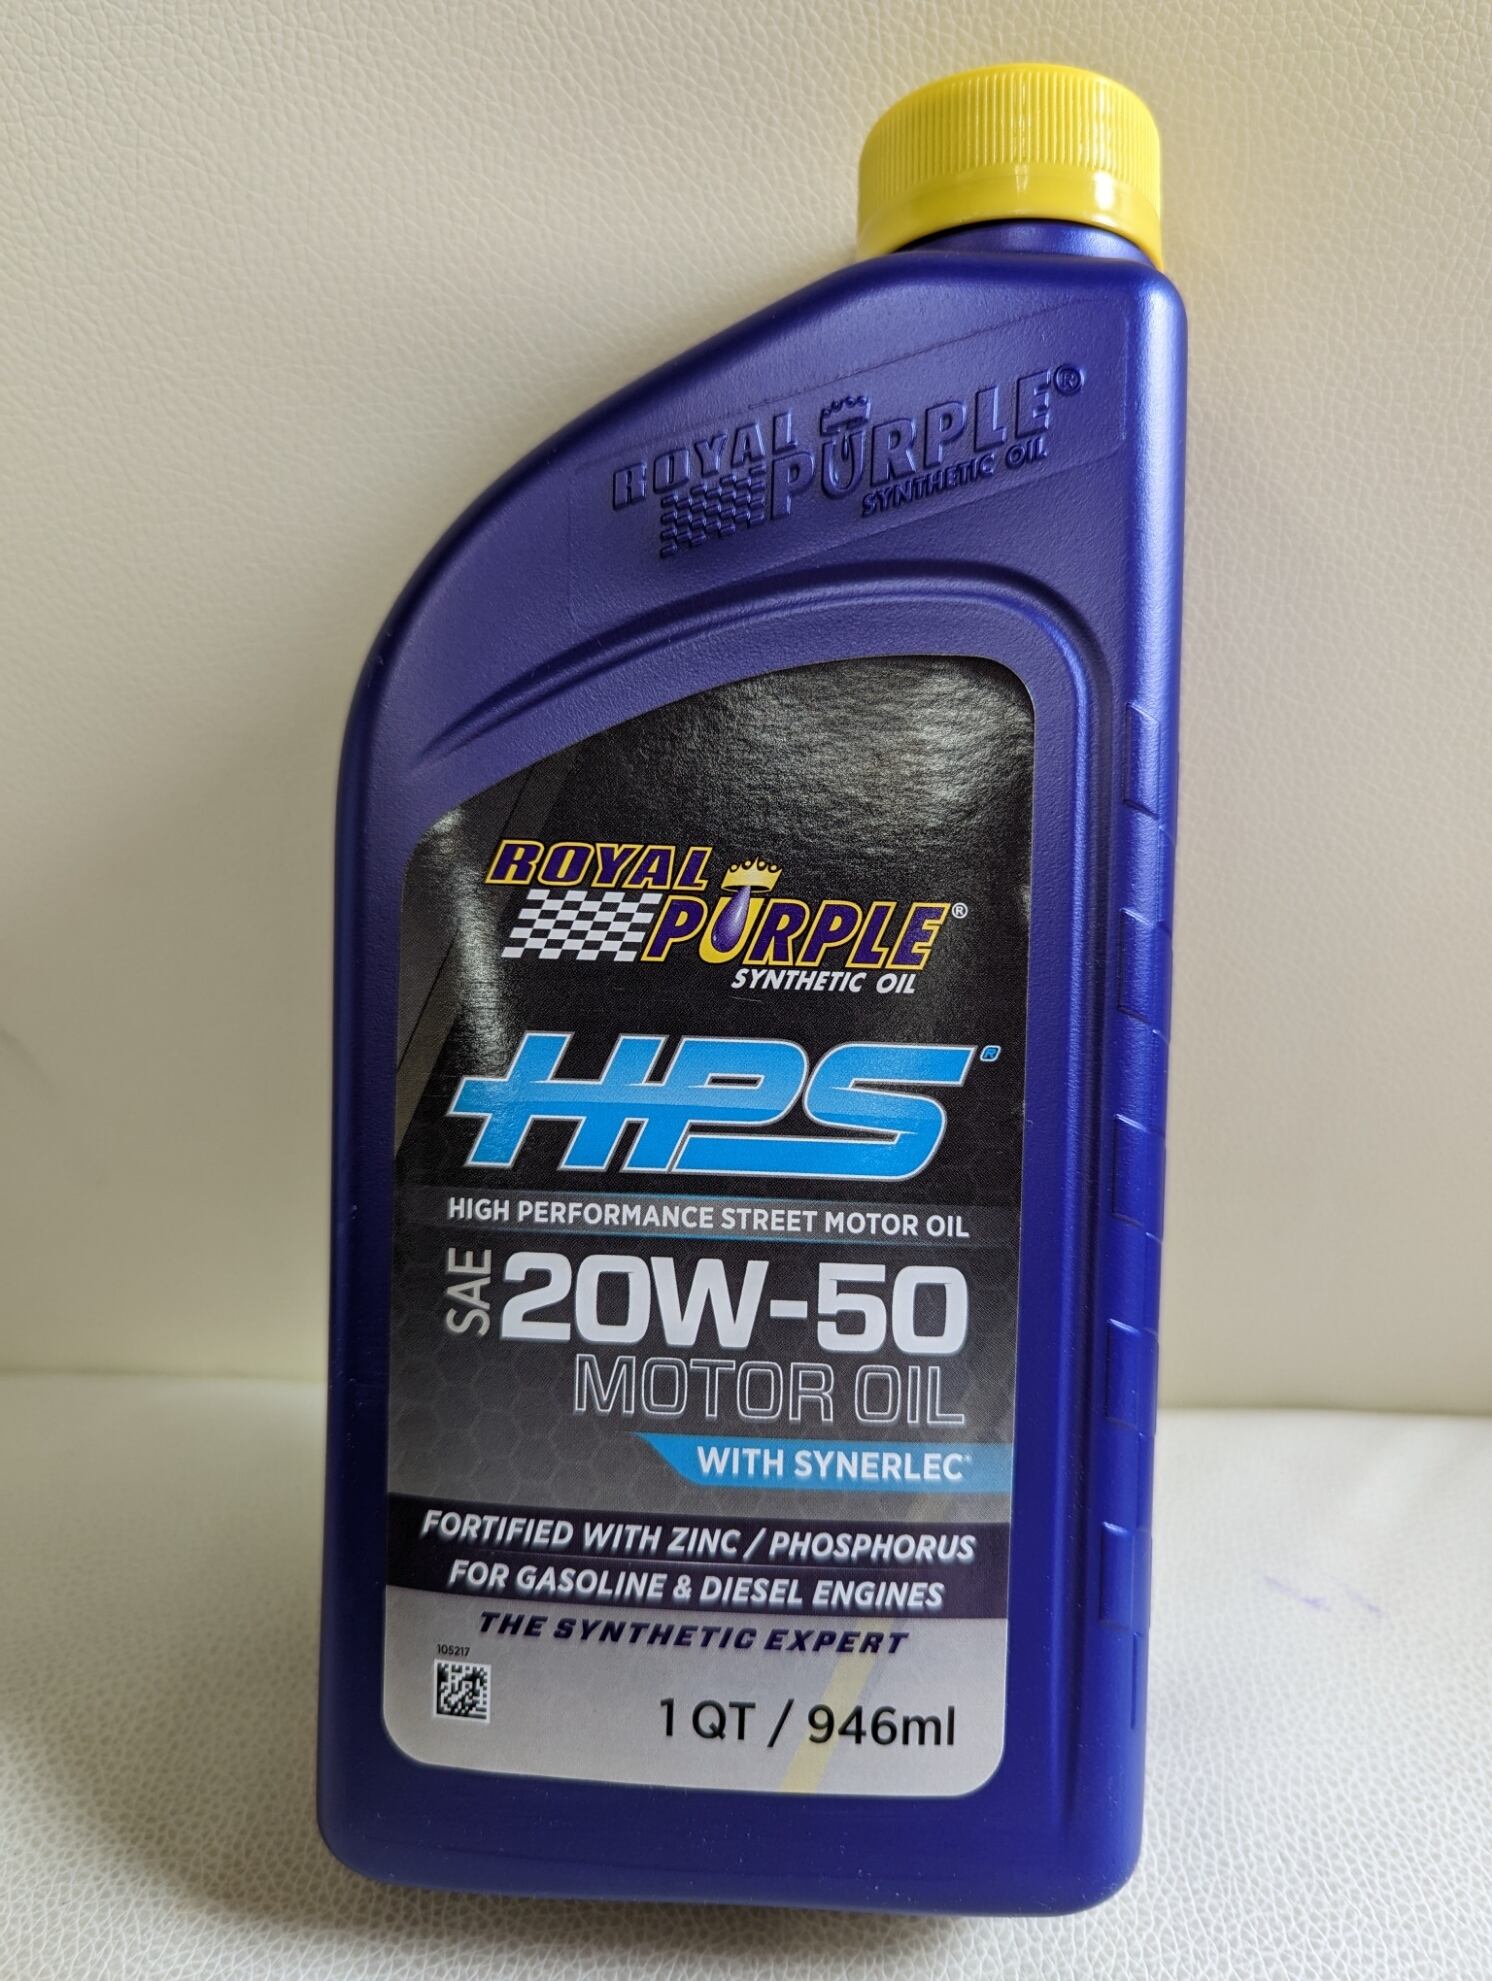 ROYAL PURPLE®
SYNTHETIC OIL
ROYAL
PURPLE®
SYNTHETIC OIL
HPS®
HIGH PERFORMANCE STREET MOTOR OIL
SAE 20W-50
MOTOR OIL
WITH SYNERLEC®
FORTIFIED WITH ZINC / PHOSPHORUS
FOR GASOLINE & DIESEL ENGINES
THE SYNTHETIC EXPERT
105217
1 QT / 946ml